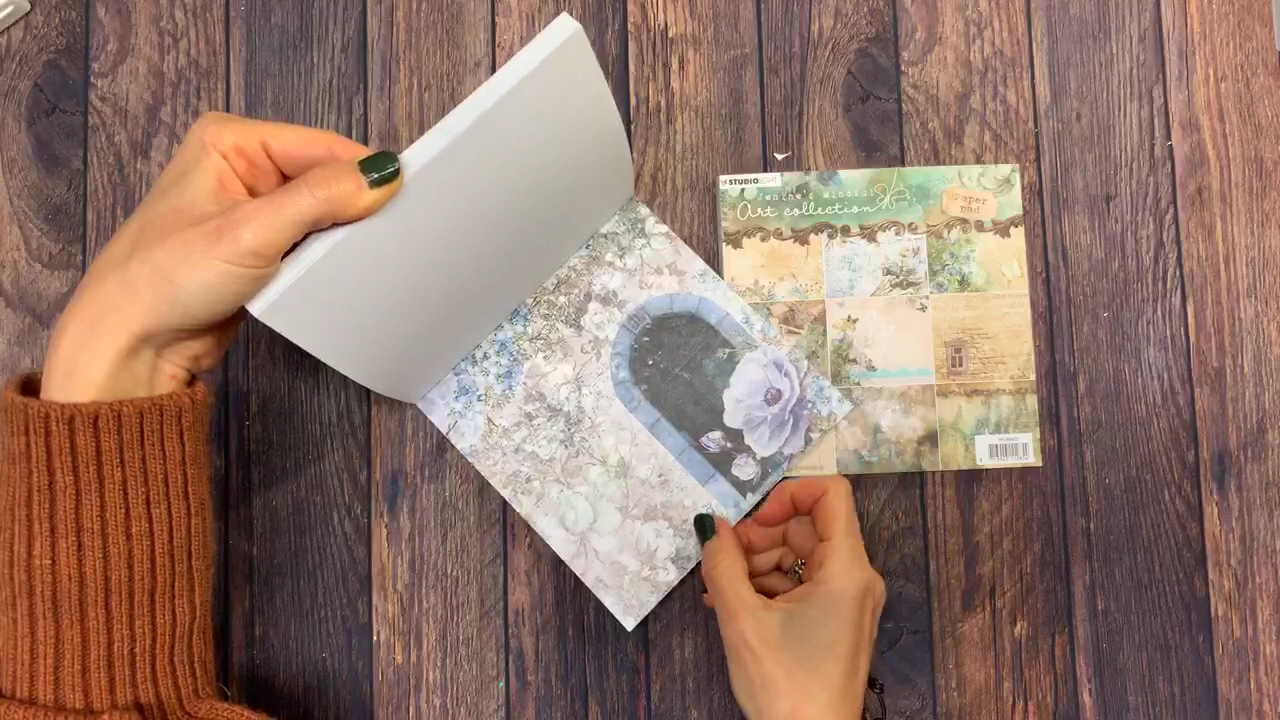 STUDIOLIGHT
Jenine's Mindful
Art collection
Paper
pad